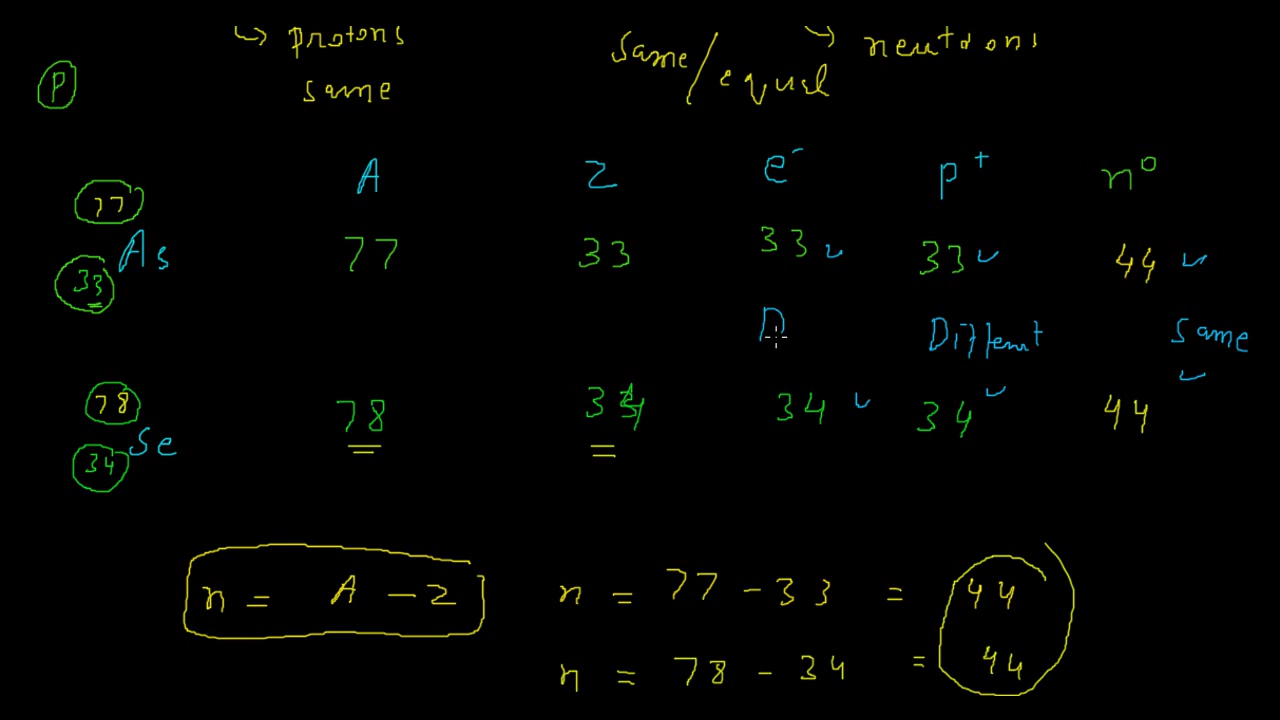 ↳ protons same/equal ↳ neutrons
P same
A Z e⁻ p⁺ n⁰
77
As 77 33 33 ✓ 33 ✓ 44 ✓
33
D Different Same
✓
78 78 34 34 ✓ 34 ✓ 44
Se
34
n = A - Z n = 77 - 33 = 44
n = 78 - 34 = 44